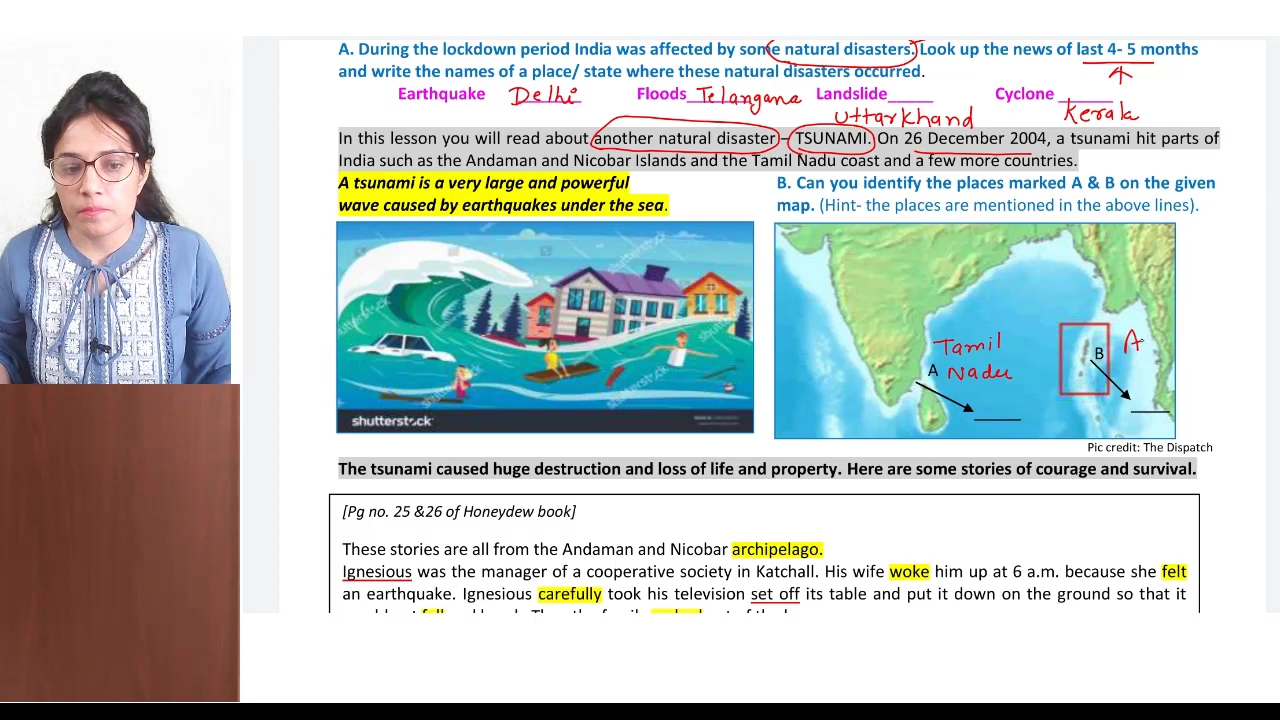 A. During the lockdown period India was affected by some natural disasters. Look up the news of last 4- 5 months
and write the names of a place/ state where these natural disasters occurred.
Earthquake Delhi Floods Telangana Landslide_____ Cyclone ______
Uttarkhand Kerala
In this lesson you will read about another natural disaster – TSUNAMI. On 26 December 2004, a tsunami hit parts of
India such as the Andaman and Nicobar Islands and the Tamil Nadu coast and a few more countries.
A tsunami is a very large and powerful
wave caused by earthquakes under the sea.
B. Can you identify the places marked A & B on the given
map. (Hint- the places are mentioned in the above lines).
shutterstock
Tamil
Nadu
A
B
A
Pic credit: The Dispatch
The tsunami caused huge destruction and loss of life and property. Here are some stories of courage and survival.
[Pg no. 25 &26 of Honeydew book]
These stories are all from the Andaman and Nicobar archipelago.
Ignesious was the manager of a cooperative society in Katchall. His wife woke him up at 6 a.m. because she felt
an earthquake. Ignesious carefully took his television set off its table and put it down on the ground so that it